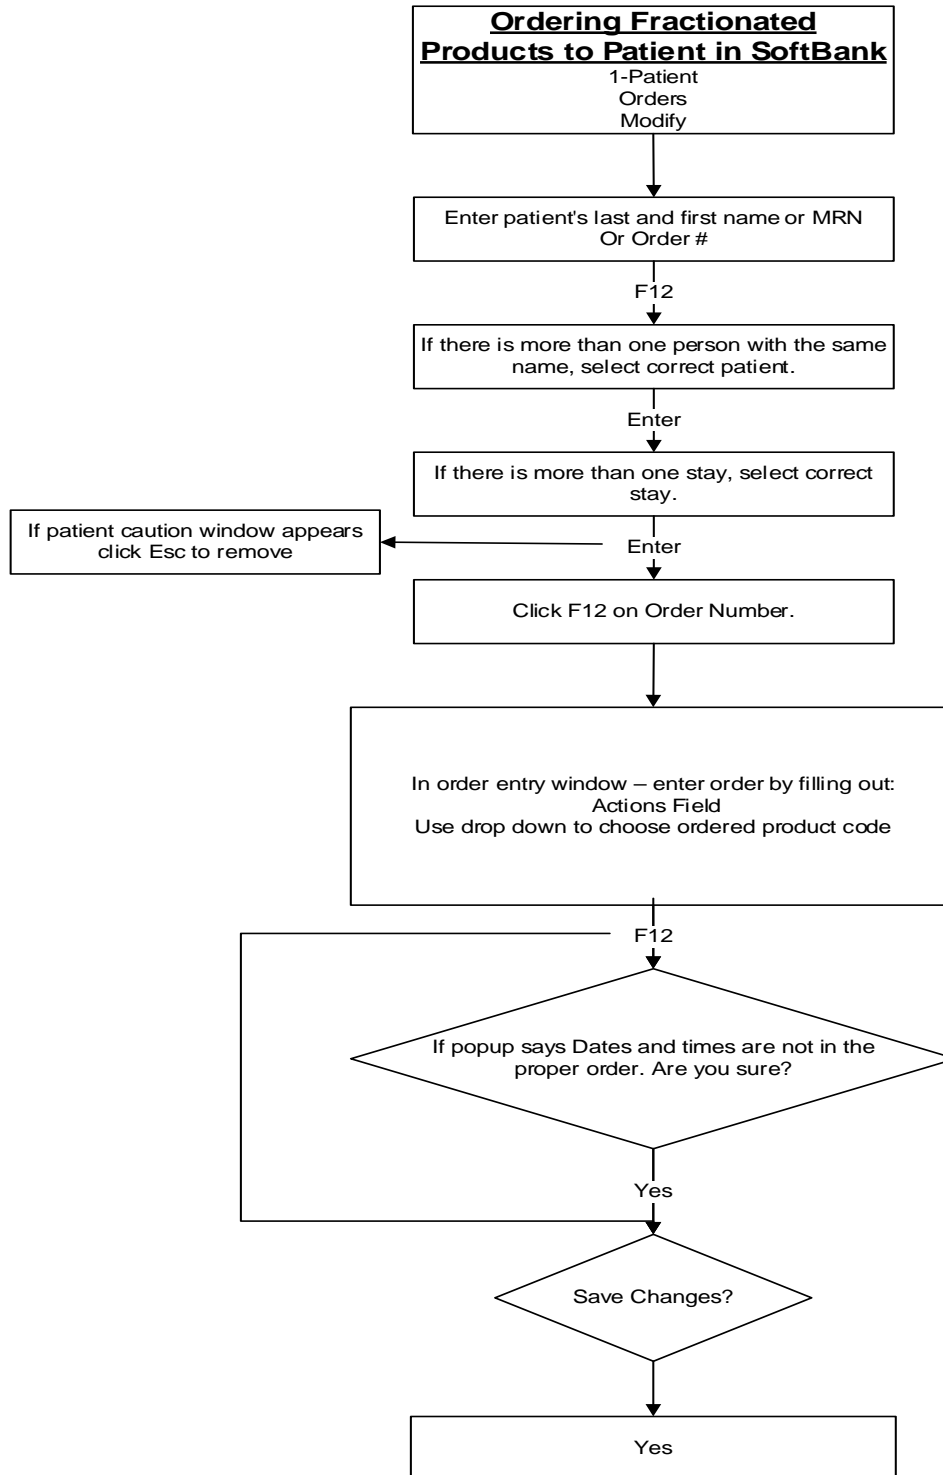 Ordering Fractionated
Products to Patient in SoftBank
1-Patient
Orders
Modify
Enter patient's last and first name or MRN
Or Order #
F12
If there is more than one person with the same
name, select correct patient.
Enter
If there is more than one stay, select correct
stay.
If patient caution window appears
click Esc to remove
Enter
Click F12 on Order Number.
In order entry window – enter order by filling out:
Actions Field
Use drop down to choose ordered product code
F12
If popup says Dates and times are not in the
proper order. Are you sure?
Yes
Save Changes?
Yes